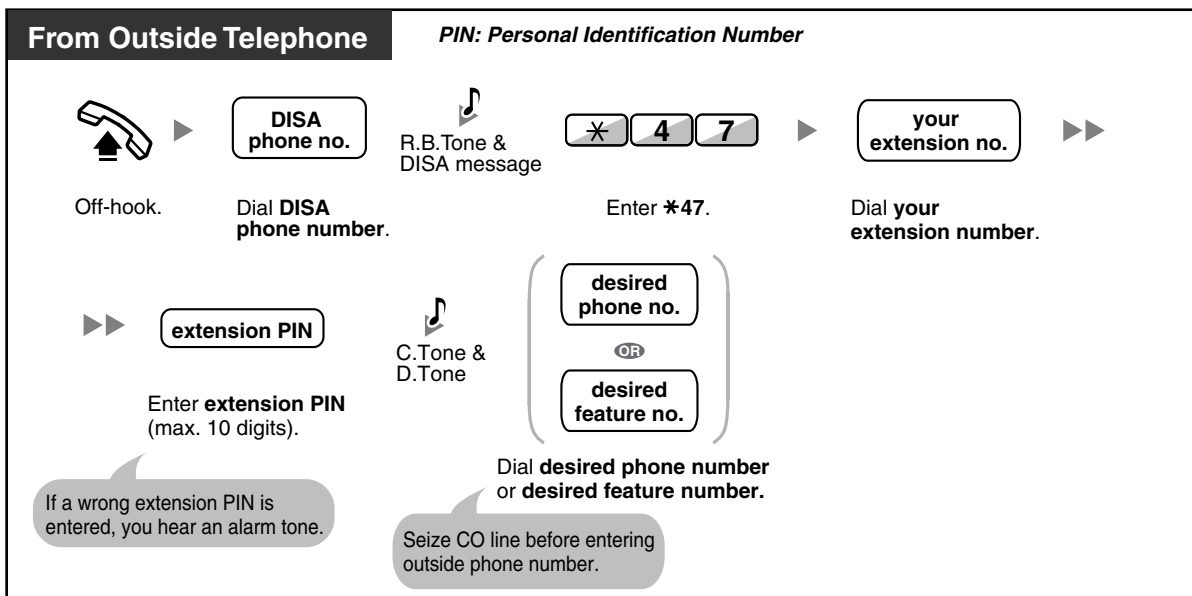 From Outside Telephone
PIN: Personal Identification Number
DISA
phone no.
R.B.Tone &
DISA message
✳ 4 7
your
extension no.
Off-hook.
Dial DISA
phone number.
Enter ✳47.
Dial your
extension number.
extension PIN
C.Tone &
D.Tone
desired
phone no.
OR
desired
feature no.
Enter extension PIN
(max. 10 digits).
Dial desired phone number
or desired feature number.
If a wrong extension PIN is
entered, you hear an alarm tone.
Seize CO line before entering
outside phone number.